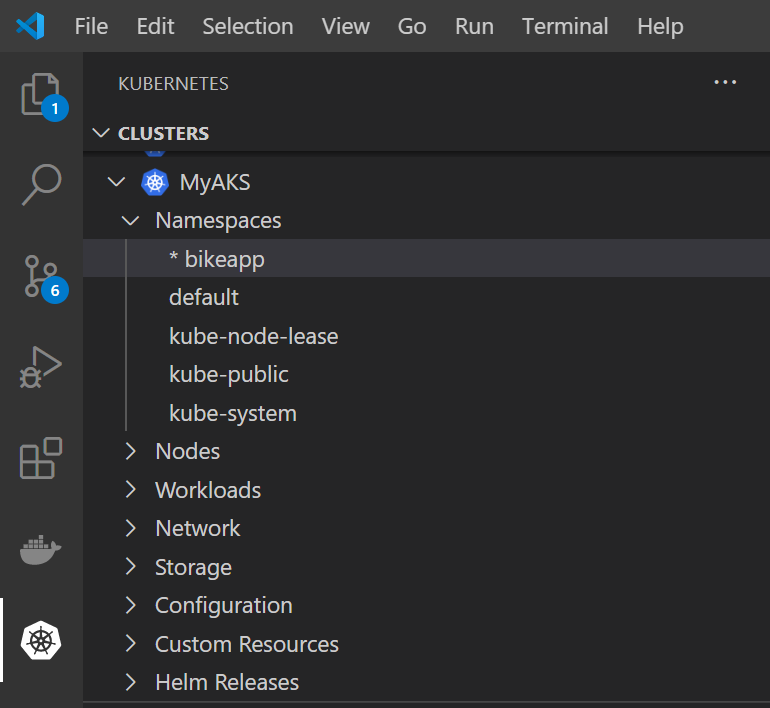 File Edit Selection View Go Run Terminal Help
KUBERNETES ...
1
CLUSTERS
MyAKS
Namespaces
* bikeapp
6
default
kube-node-lease
kube-public
kube-system
Nodes
Workloads
Network
Storage
Configuration
Custom Resources
Helm Releases